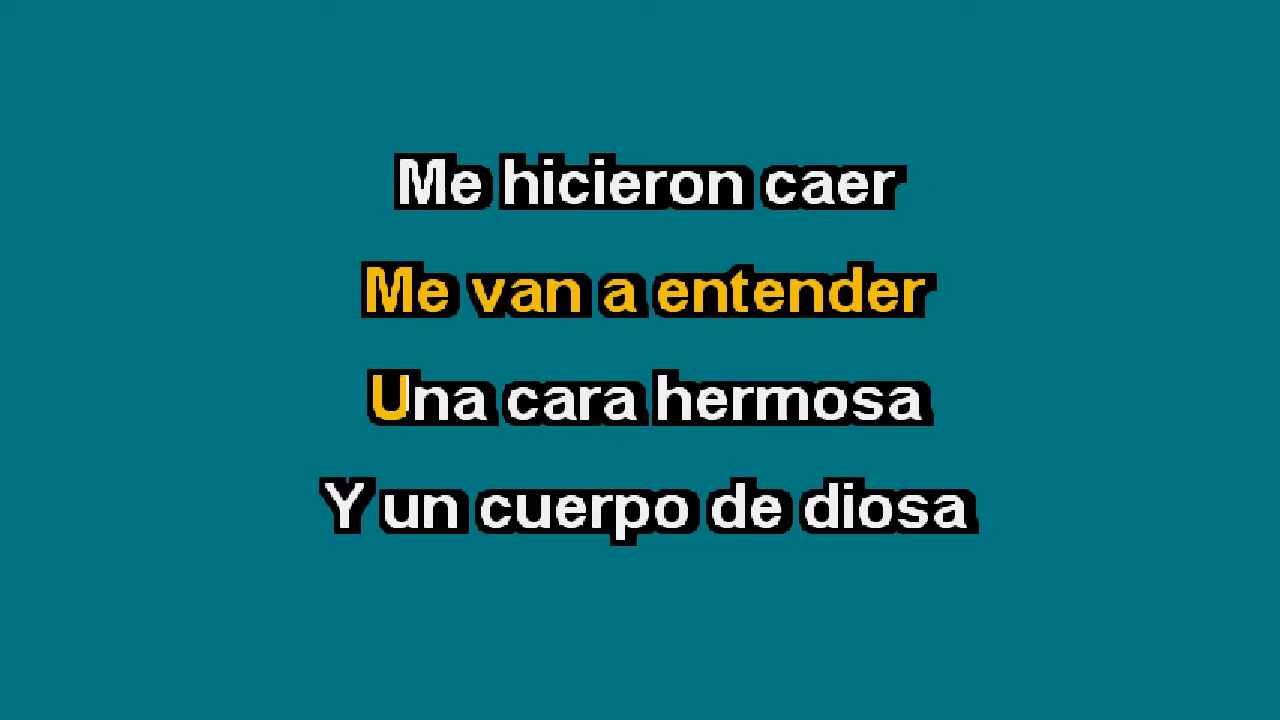 Me hicieron caer
Me van a entender
Una cara hermosa
Y un cuerpo de diosa